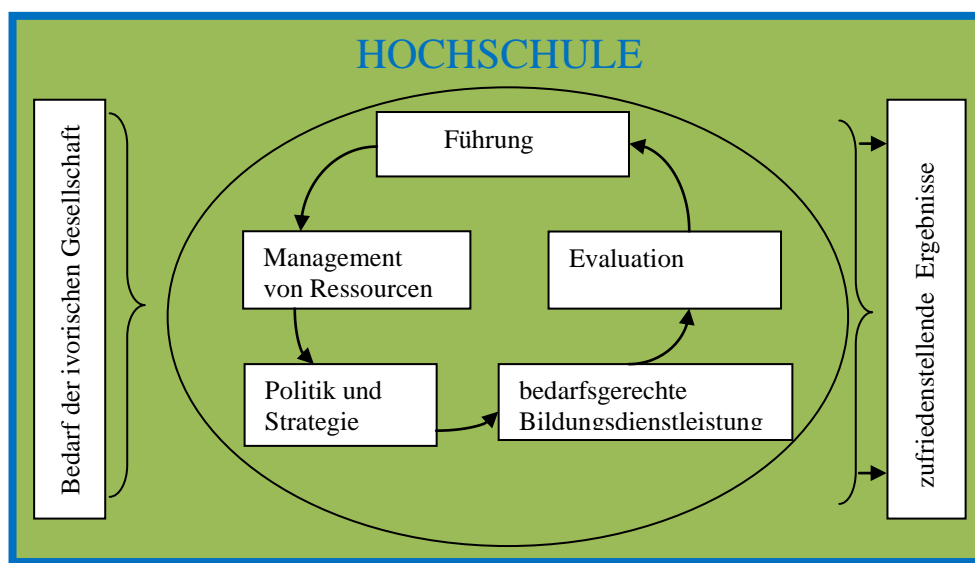 HOCHSCHULE
Bedarf der ivorischen Gesellschaft
Führung
Management
von Ressourcen
Evaluation
Politik und
Strategie
bedarfsgerechte
Bildungsdienstleistung
zufriedenstellende Ergebnisse